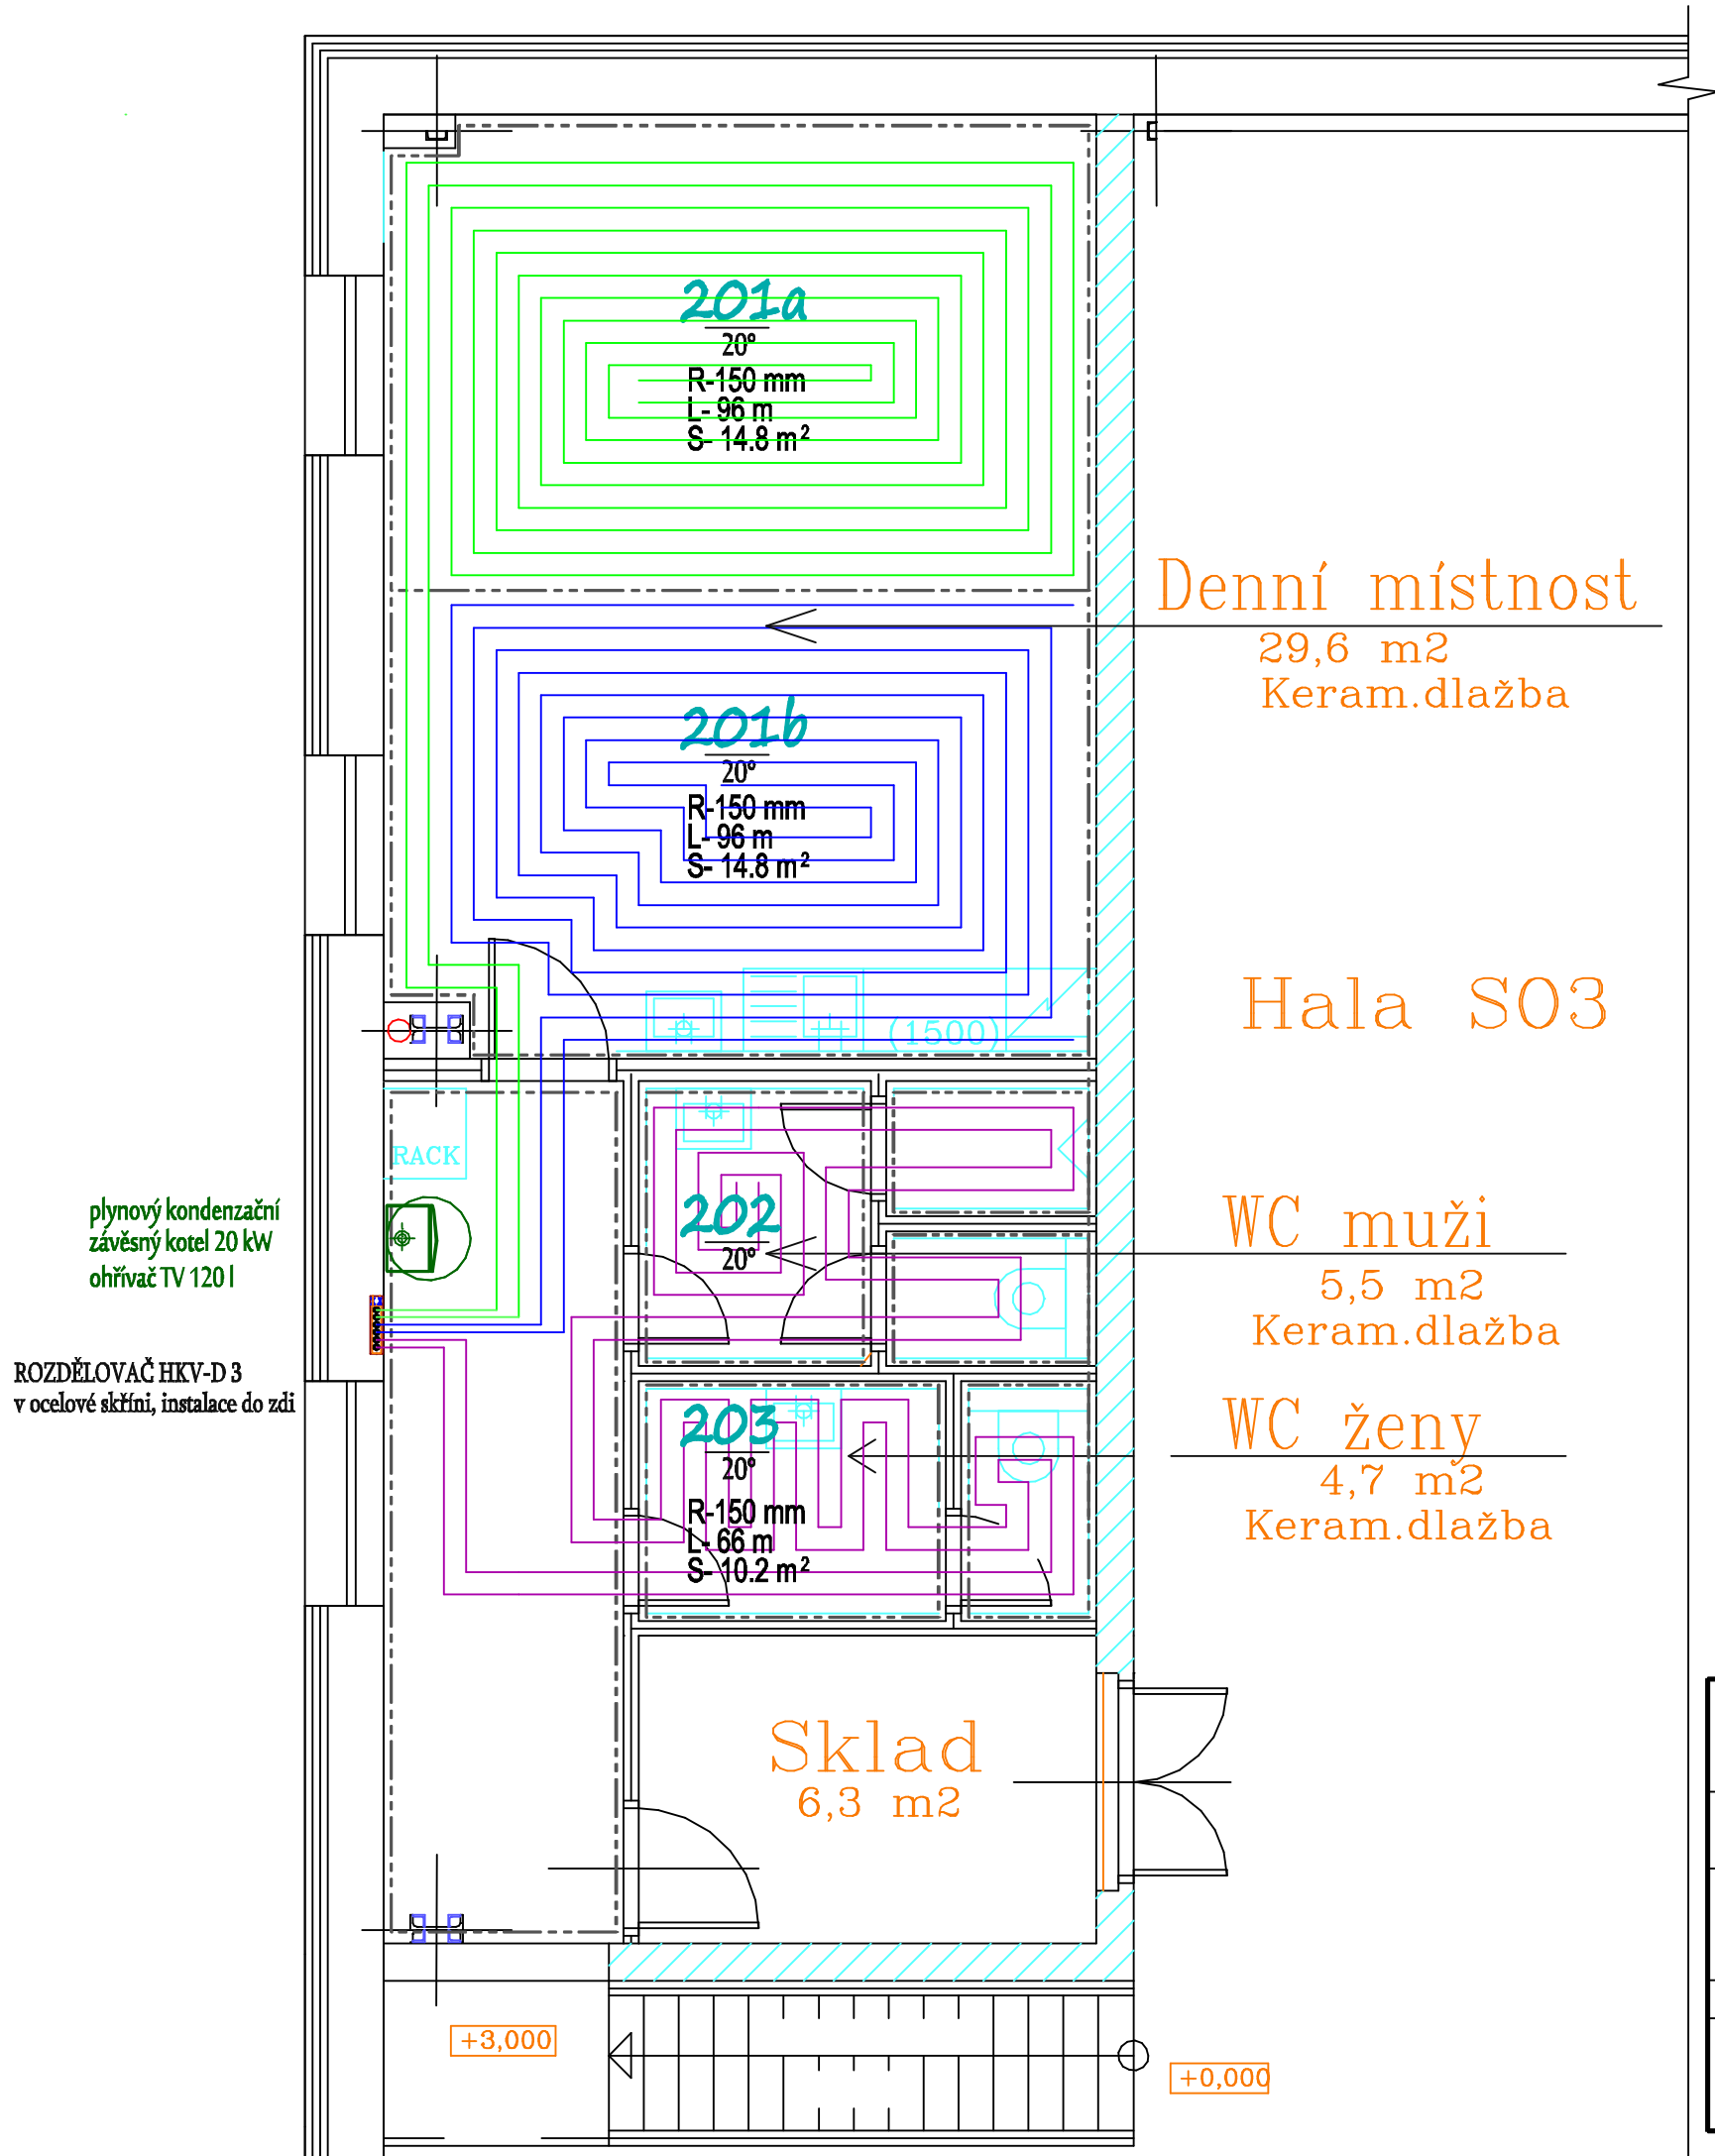 201a
20°
R-150 mm
L- 96 m
S- 14.8 m²
Denní místnost
29,6 m2
Keram.dlažba
201b
20°
R-150 mm
L- 96 m
S- 14.8 m²
Hala SO3
(1500)
RACK
plynový kondenzační
závěsný kotel 20 kW
ohřívač TV 120 l
202
20°
WC muži
5,5 m2
Keram.dlažba
ROZDĚLOVAČ HKV-D 3
v ocelové skříni, instalace do zdi
203
20°
R-150 mm
L- 66 m
S- 10.2 m²
WC ženy
4,7 m2
Keram.dlažba
Sklad
6,3 m2
+3,000
+0,000